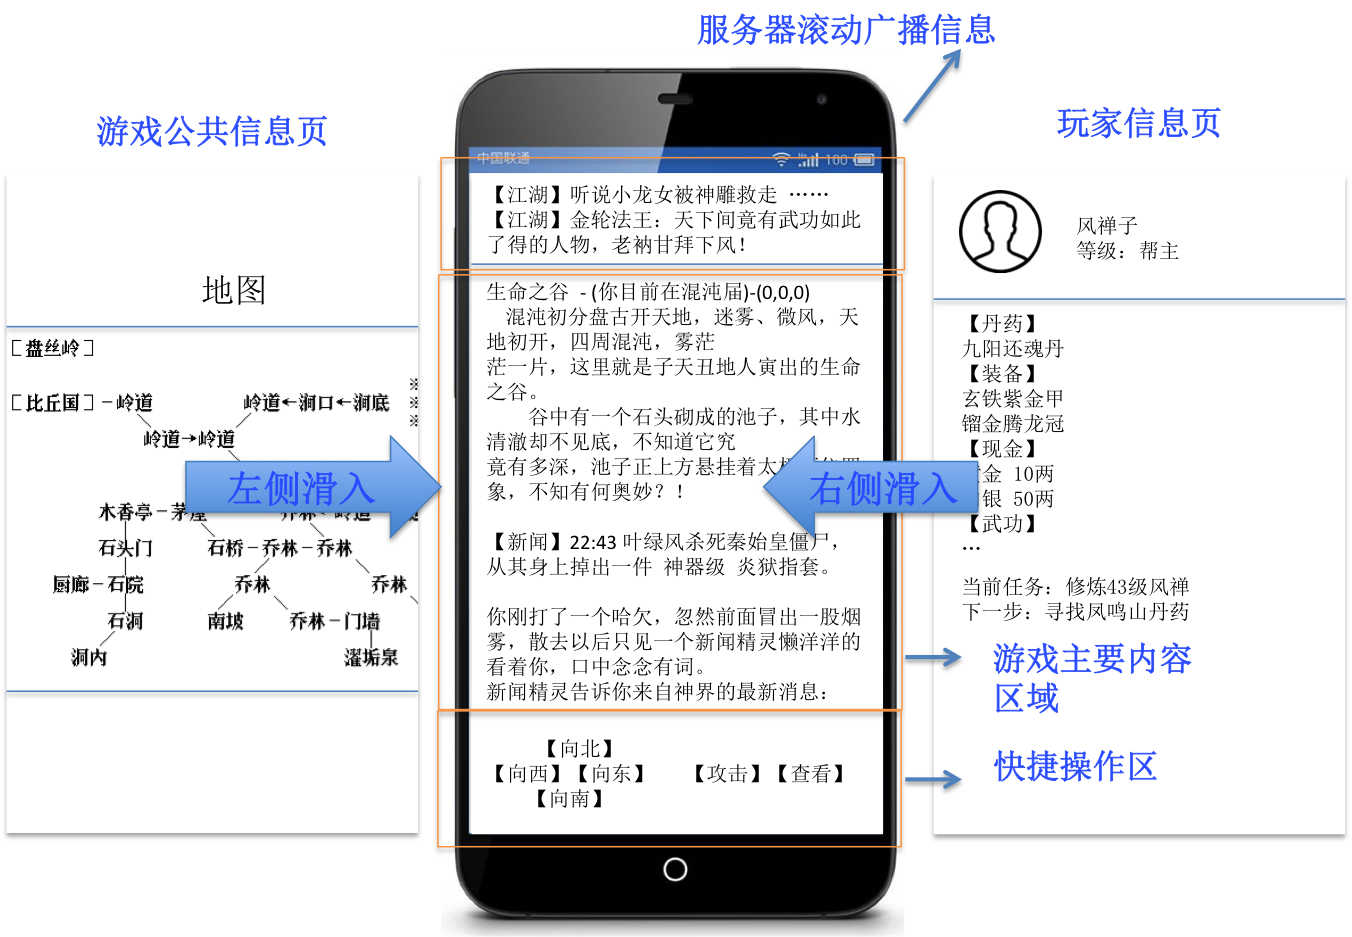 服务器滚动广播信息
游戏公共信息页
玩家信息页
地图
［盘丝岭］
［比丘国］－岭道
岭道←涧口←涧底
※
※
※
岭道→岭道
左侧滑入
木香亭－茅屋
乔林
岭道
石头门
石桥－乔林－乔林
厨廊－石院
乔林
乔林
石洞
南坡
乔林－门墙
洞内
濯垢泉
中国联通
100
【江湖】听说小龙女被神雕救走 ……
【江湖】金轮法王：天下间竟有武功如此
了得的人物，老衲甘拜下风！
生命之谷 - (你目前在混沌届)-(0,0,0)
混沌初分盘古开天地，迷雾、微风，天
地初开，四周混沌，雾茫
茫一片，这里就是子天丑地人寅出的生命
之谷。
谷中有一个石头砌成的池子，其中水
清澈却不见底，不知道它究
竟有多深，池子正上方悬挂着太
象，不知有何奥妙？！
右侧滑入
【新闻】22:43 叶绿风杀死秦始皇僵尸，
从其身上掉出一件 神器级 炎狱指套。
你刚打了一个哈欠，忽然前面冒出一股烟
雾，散去以后只见一个新闻精灵懒洋洋的
看着你，口中念念有词。
新闻精灵告诉你来自神界的最新消息：
【向北】
【向西】【向东】 【攻击】【查看】
【向南】
风禅子
等级：帮主
【丹药】
九阳还魂丹
【装备】
玄铁紫金甲
镏金腾龙冠
【现金】
金 10两
银 50两
【武功】
…
当前任务：修炼43级风禅
下一步：寻找凤鸣山丹药
游戏主要内容
区域
快捷操作区